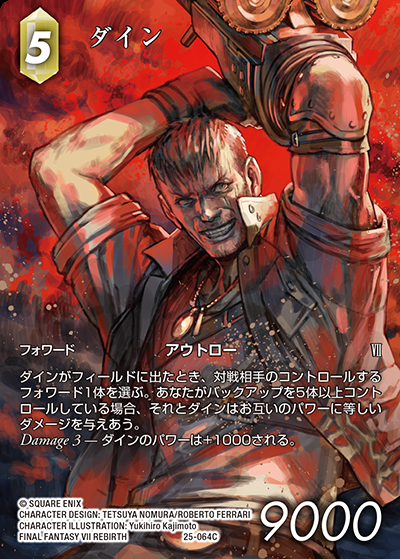 5
ダイン
フォワード アウトロー Ⅶ
ダインがフィールドに出たとき、対戦相手のコントロールする
フォワード1体を選ぶ。あなたがバックアップを5体以上コント
ロールしている場合、それとダインはお互いのパワーに等しい
ダメージを与えあう。
Damage 3 — ダインのパワーは+1000される。
© SQUARE ENIX
CHARACTER DESIGN: TETSUYA NOMURA/ROBERTO FERRARI
CHARACTER ILLUSTRATION: Yukihiro Kajimoto
FINAL FANTASY VII REBIRTH 25-064C
9000